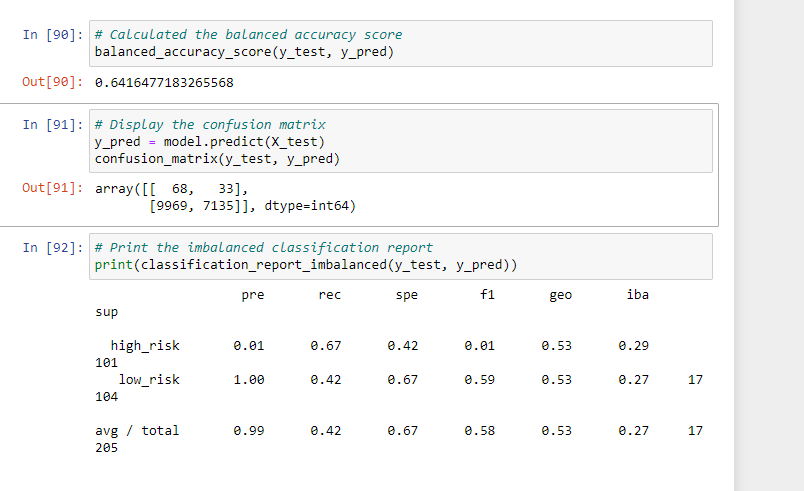 In [90]: # Calculated the balanced accuracy score
balanced_accuracy_score(y_test, y_pred)
Out[90]: 0.6416477183265568
In [91]: # Display the confusion matrix
y_pred = model.predict(X_test)
confusion_matrix(y_test, y_pred)
Out[91]: array([[  68,   33],
[9969, 7135]], dtype=int64)
In [92]: # Print the imbalanced classification report
print(classification_report_imbalanced(y_test, y_pred))
pre rec spe f1 geo iba
sup
high_risk 0.01 0.67 0.42 0.01 0.53 0.29
101
low_risk 1.00 0.42 0.67 0.59 0.53 0.27 17
104
avg / total 0.99 0.42 0.67 0.58 0.53 0.27 17
205